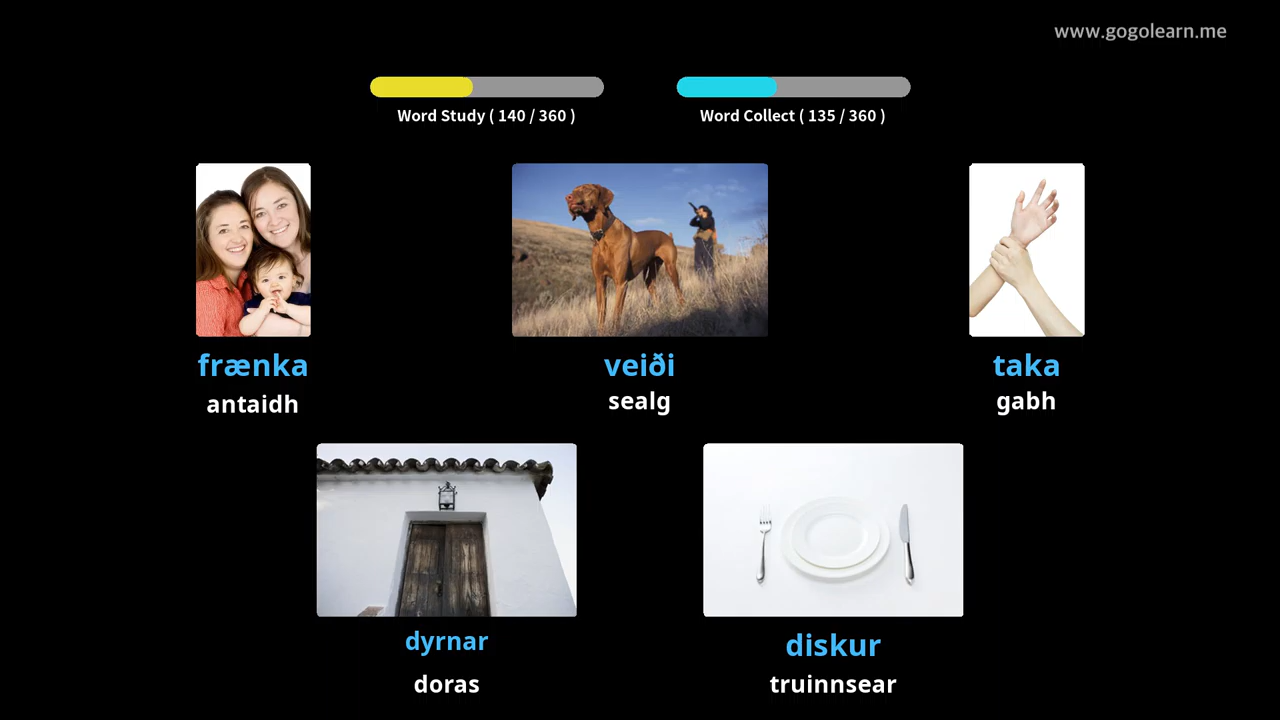 www.gogolearn.me
Word Study ( 140 / 360 )
Word Collect ( 135 / 360 )
frænka
antaidh
veiði
sealg
taka
gabh
dyrnar
doras
diskur
truinnsear